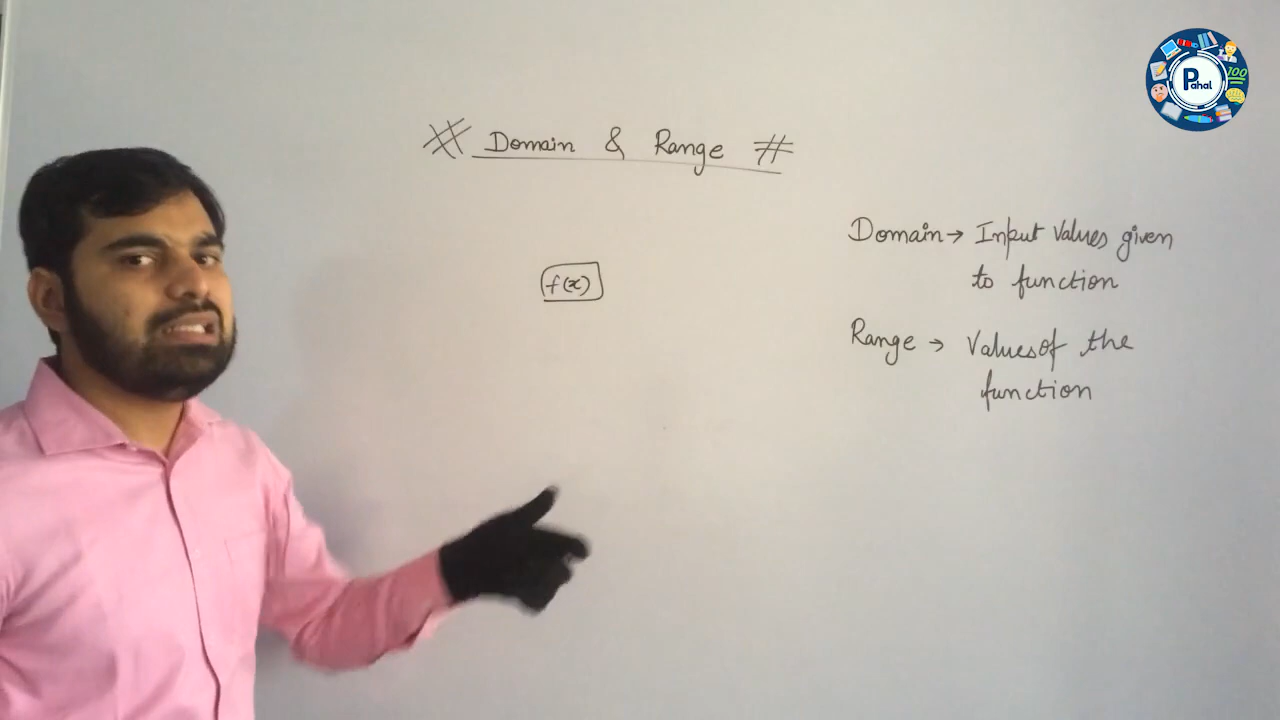 # Domain & Range #
f(x)
Domain → Input Values given
to function
Range → Values of the
function
Pahal
100